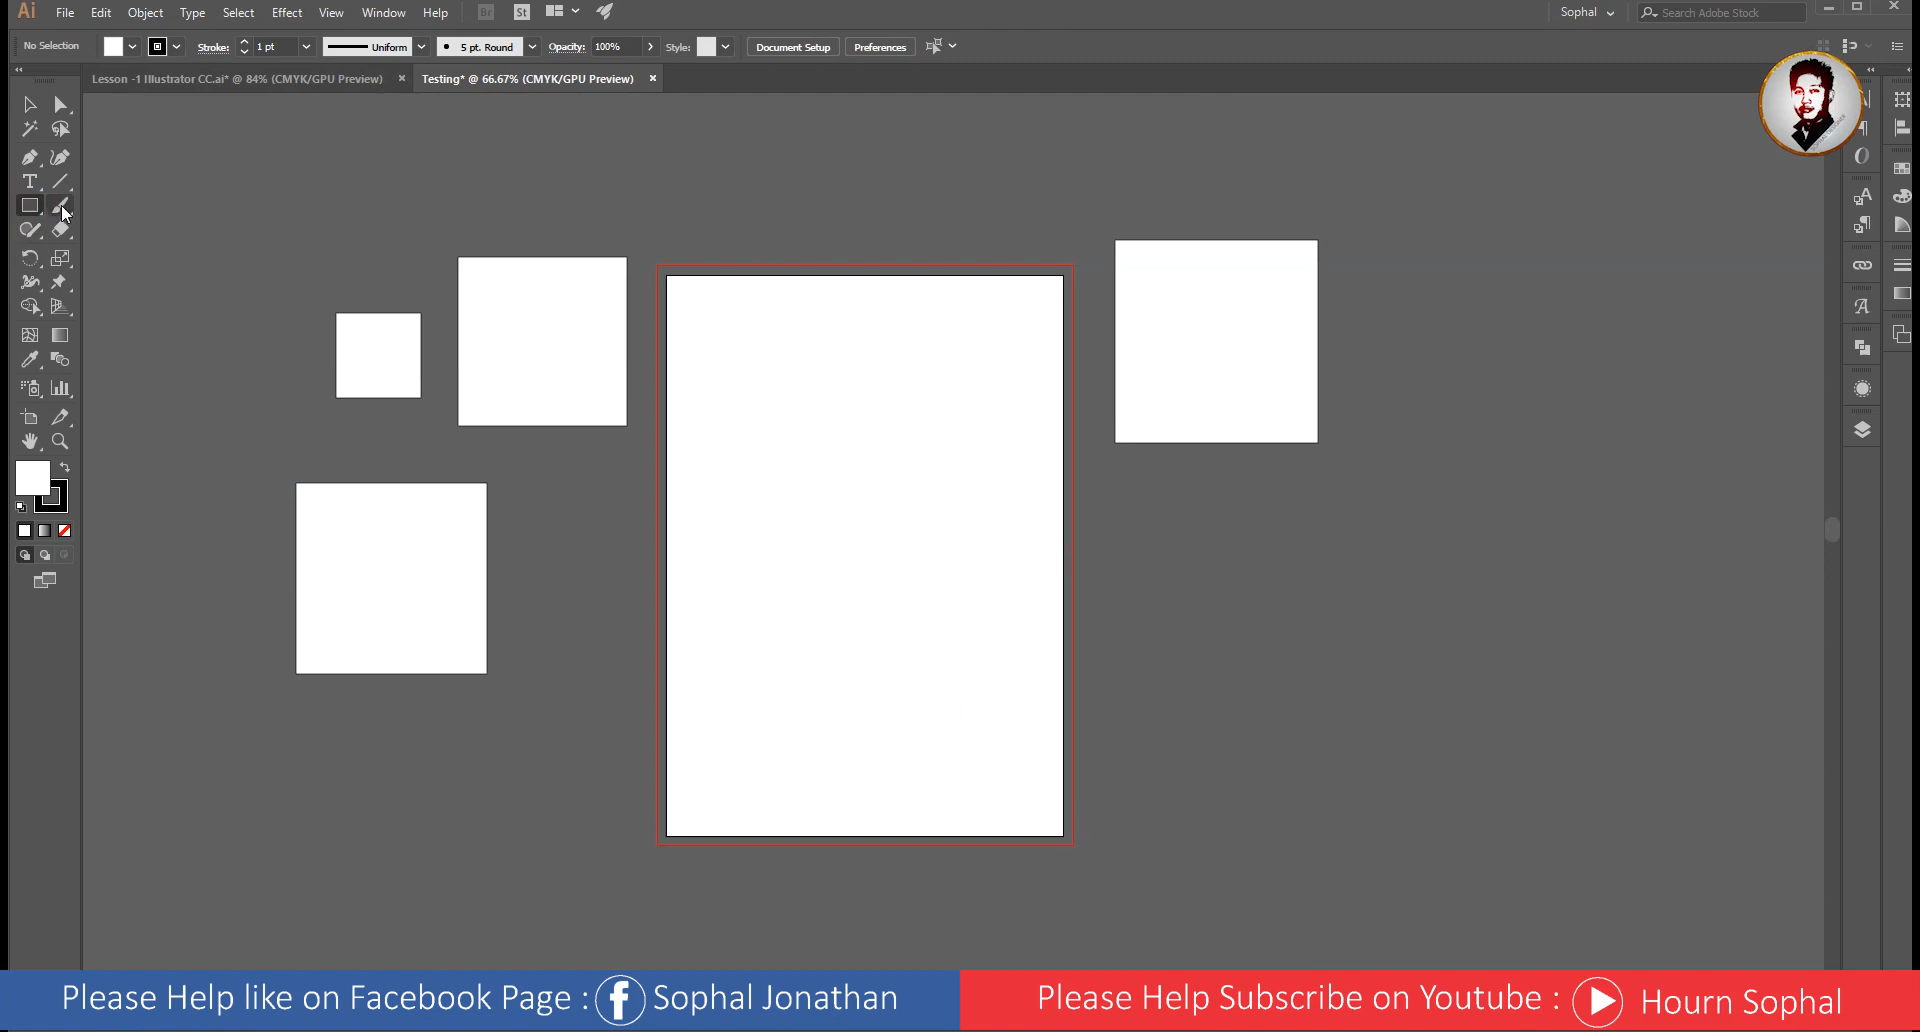 Ai File Edit Object Type Select Effect View Window Help Br St Sophal Search Adobe Stock
No Selection Stroke: 1 pt Uniform 5 pt. Round Opacity: 100% Style: Document Setup Preferences
Lesson -1 Illustrator CC.ai* @ 84% (CMYK/GPU Preview) × Testing* @ 66.67% (CMYK/GPU Preview) ×
Please Help like on Facebook Page : f Sophal Jonathan
Please Help Subscribe on Youtube : Hourn Sophal